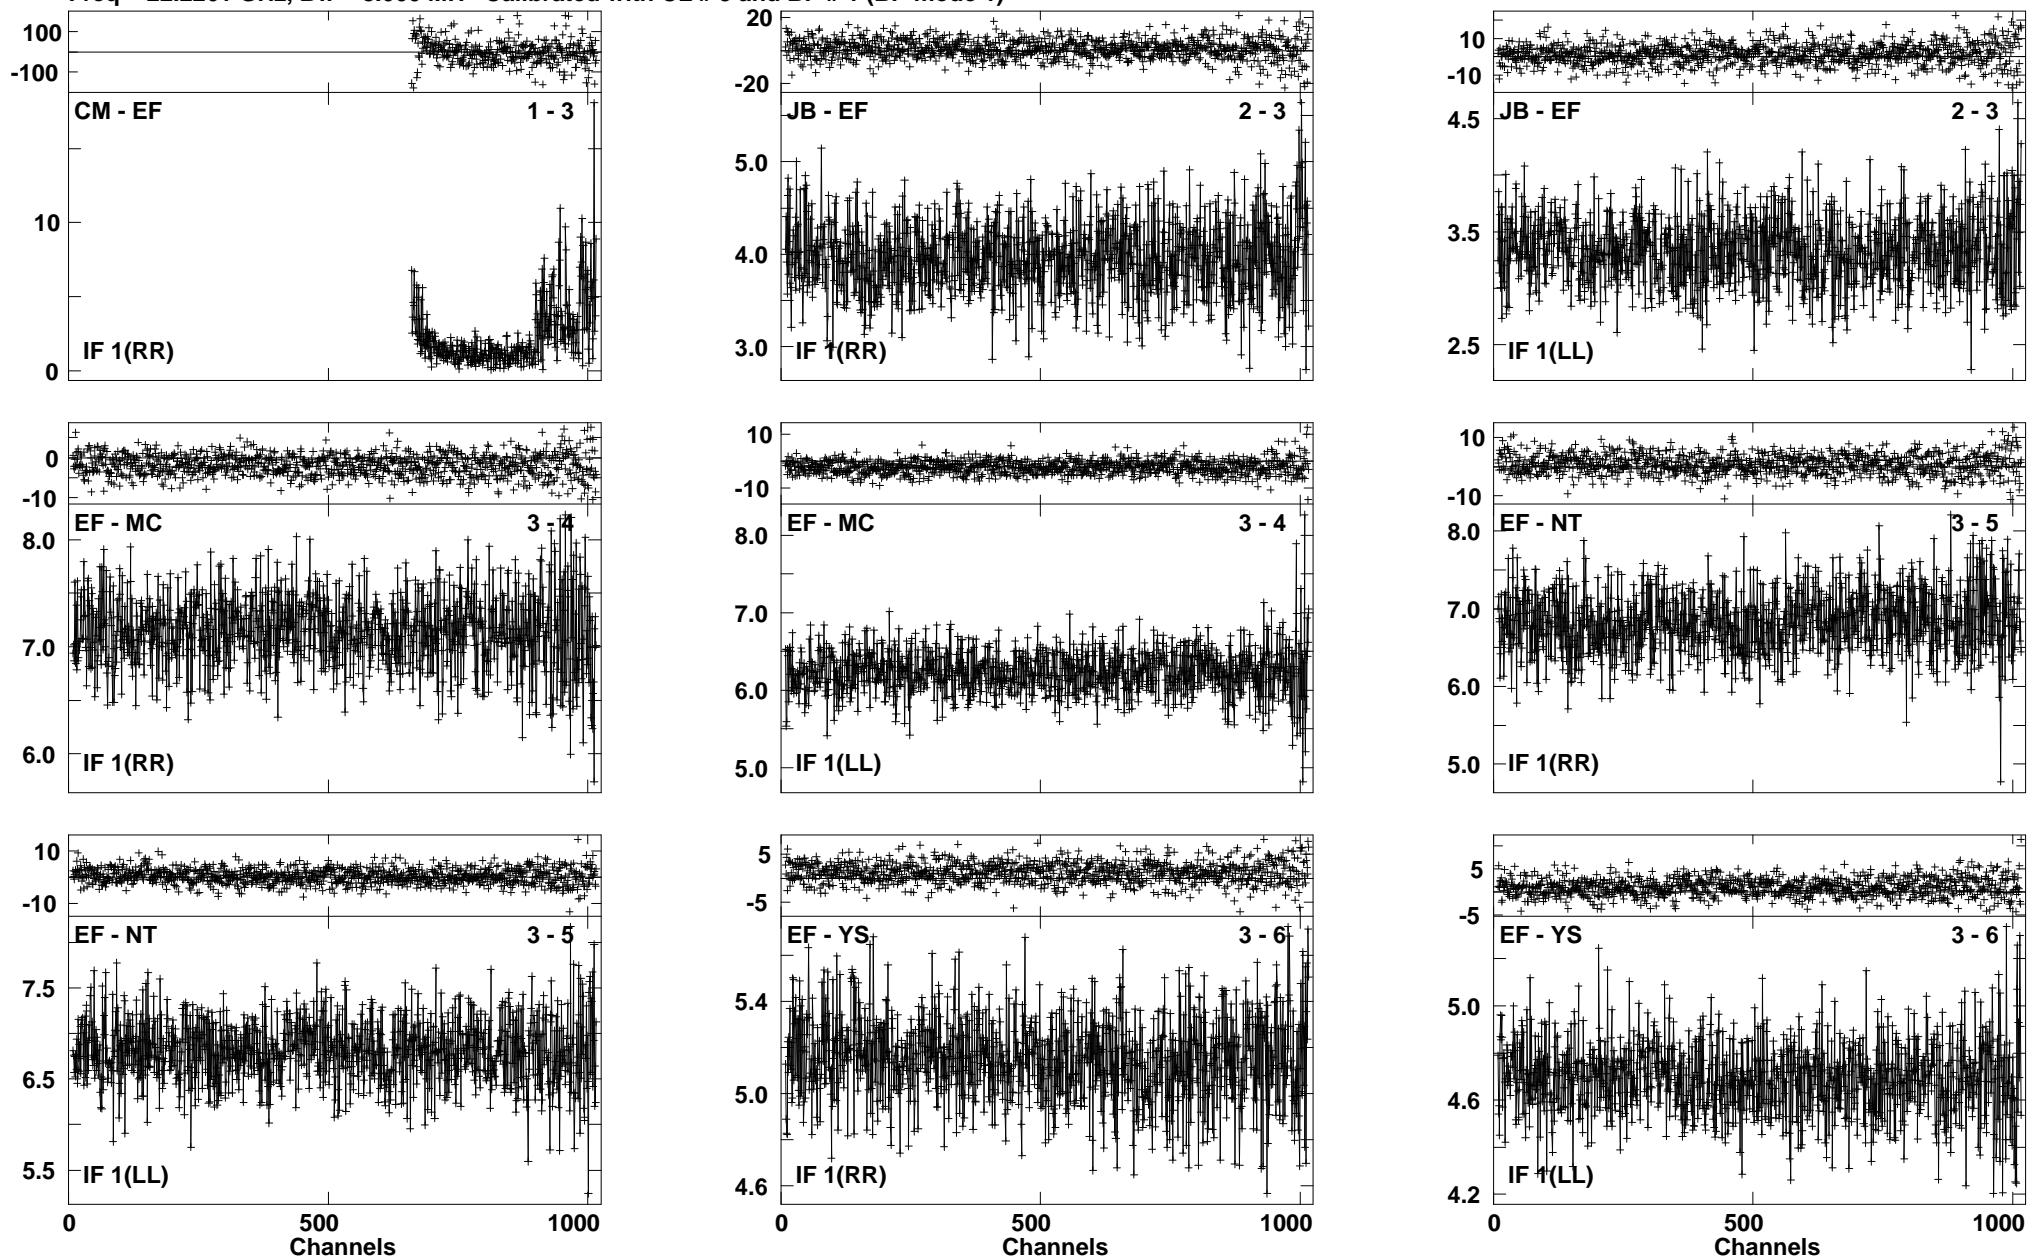 100
-100
CM - EF 1 - 3
10
0
IF 1(RR)
20
-20
JB - EF 2 - 3
5.0
4.0
3.0
IF 1(RR)
10
-10
JB - EF 2 - 3
4.5
3.5
2.5
IF 1(LL)
0
-10
EF - MC 3 - 4
8.0
7.0
6.0
IF 1(RR)
10
-10
EF - MC 3 - 4
8.0
7.0
6.0
5.0
IF 1(LL)
10
-10
EF - NT 3 - 5
8.0
7.0
6.0
5.0
IF 1(RR)
10
-10
EF - NT 3 - 5
7.5
6.5
5.5
IF 1(LL)
0 500 1000
Channels
5
-5
EF - YS 3 - 6
5.4
5.0
4.6
IF 1(RR)
0 500 1000
Channels
5
-5
EF - YS 3 - 6
5.0
4.6
4.2
IF 1(LL)
0 500 1000
Channels